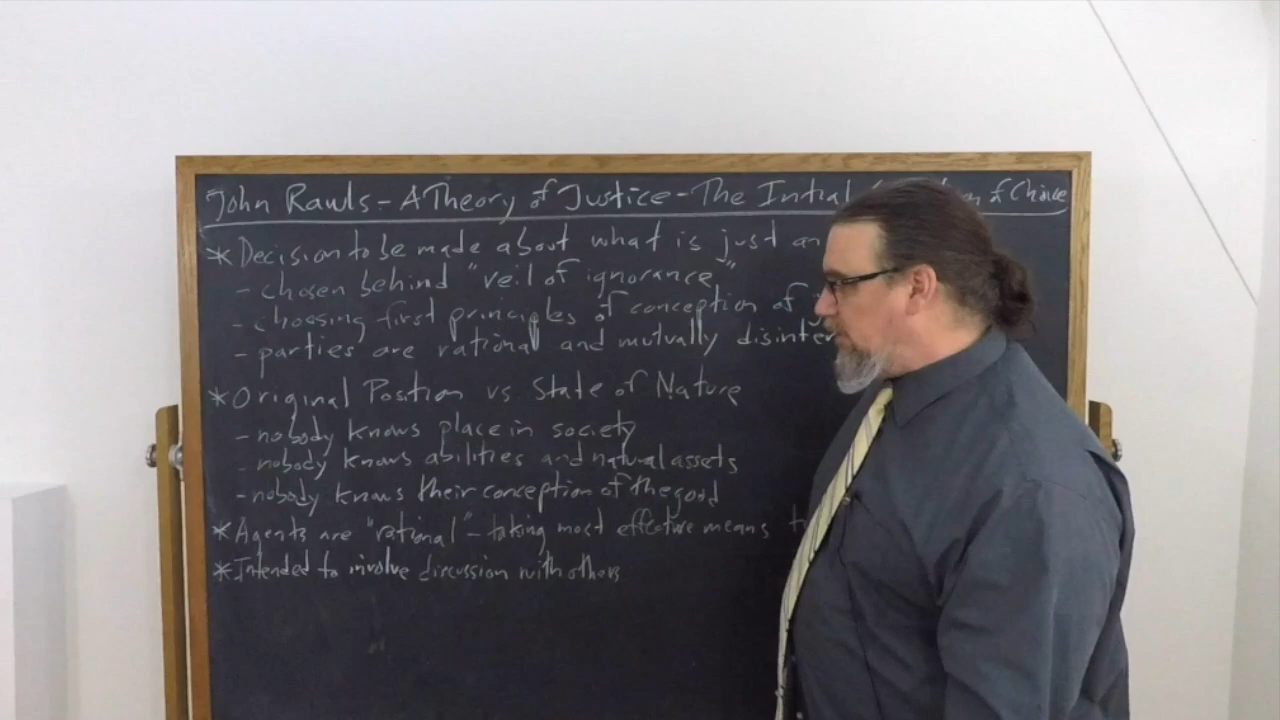 John Rawls - A Theory of Justice - The Initial of Choice
* Decision to be made about what is just an
- chosen behind "veil of ignorance"
- choosing first principles of conception of
- parties are rational and mutually disinter
* Original Position vs. State of Nature
- nobody knows place in society
- nobody knows abilities and natural assets
- nobody knows their conception of the good
* Agents are "rational" - taking most effective means t
* Intended to involve discussion with others